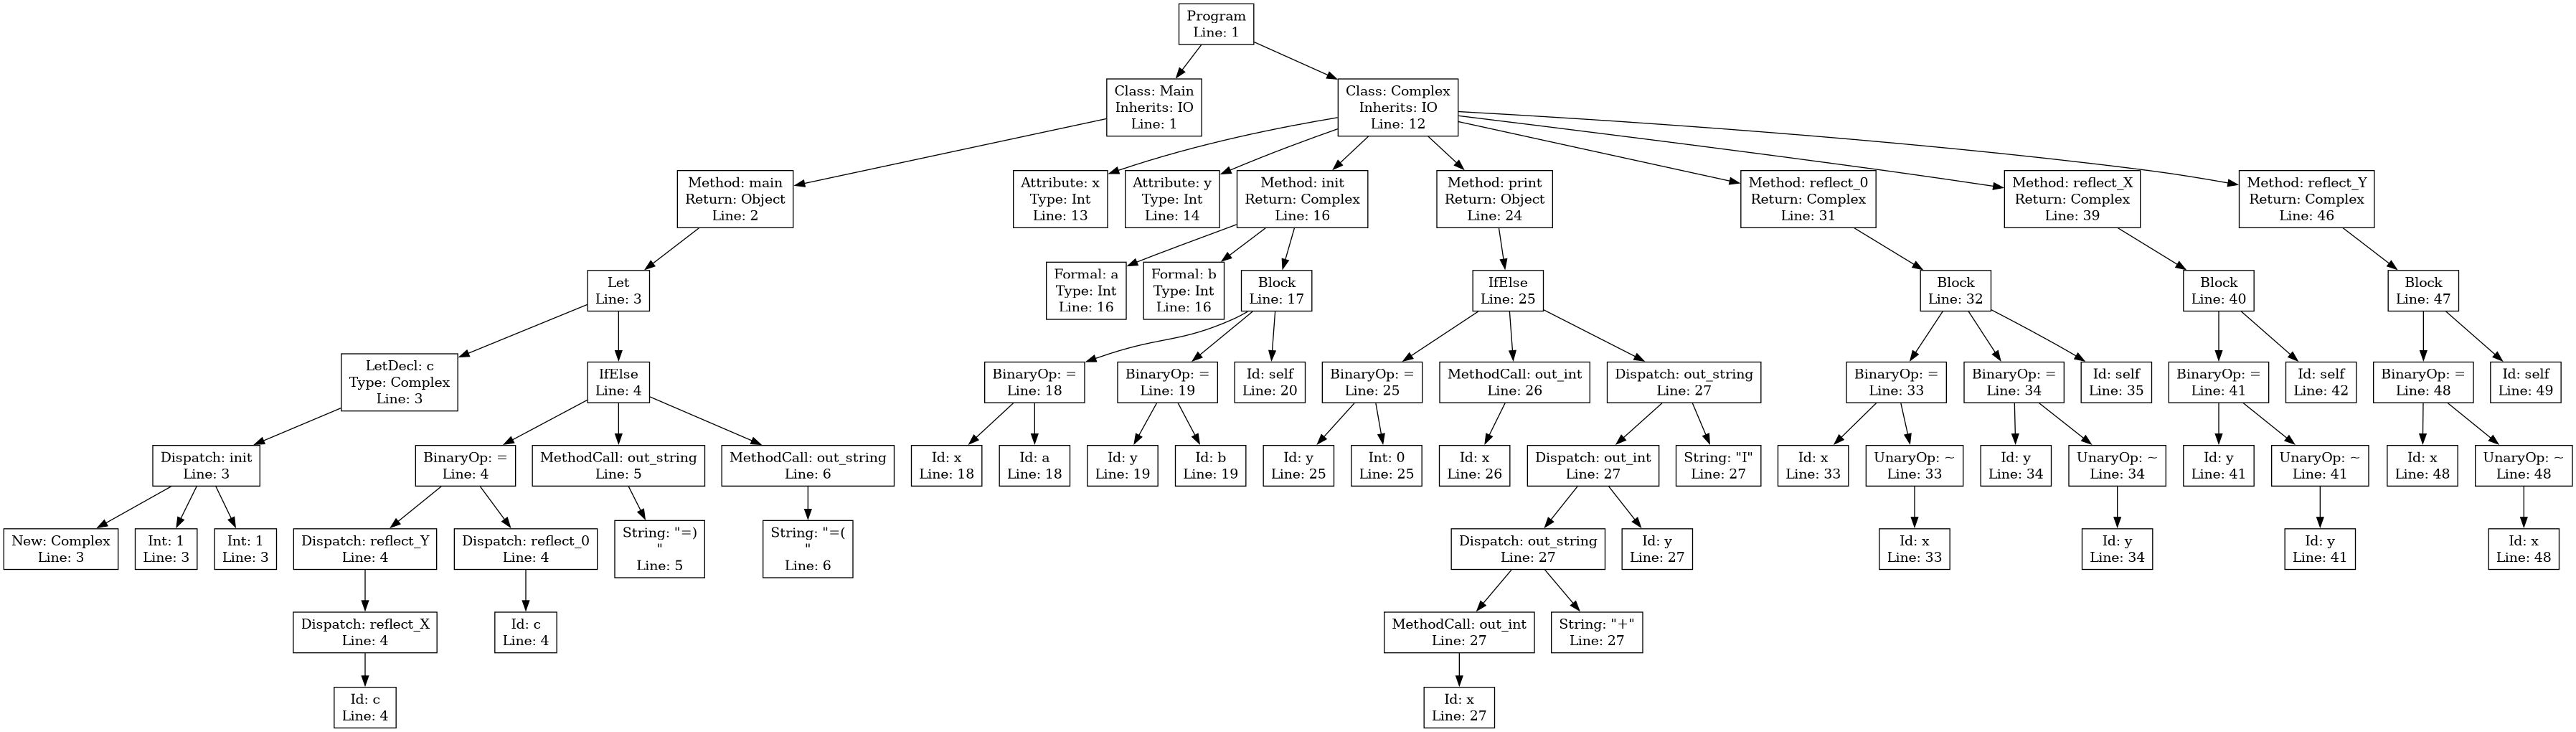 Program
Line: 1
Class: Main
Inherits: IO
Line: 1
Class: Complex
Inherits: IO
Line: 12
Method: main
Return: Object
Line: 2
Attribute: x
Type: Int
Line: 13
Attribute: y
Type: Int
Line: 14
Method: init
Return: Complex
Line: 16
Method: print
Return: Object
Line: 24
Method: reflect_0
Return: Complex
Line: 31
Method: reflect_X
Return: Complex
Line: 39
Method: reflect_Y
Return: Complex
Line: 46
Let
Line: 3
Formal: a
Type: Int
Line: 16
Formal: b
Type: Int
Line: 16
Block
Line: 17
IfElse
Line: 25
Block
Line: 32
Block
Line: 40
Block
Line: 47
LetDecl: c
Type: Complex
Line: 3
IfElse
Line: 4
BinaryOp: =
Line: 18
BinaryOp: =
Line: 19
Id: self
Line: 20
BinaryOp: =
Line: 25
MethodCall: out_int
Line: 26
Dispatch: out_string
Line: 27
BinaryOp: =
Line: 33
BinaryOp: =
Line: 34
Id: self
Line: 35
BinaryOp: =
Line: 41
Id: self
Line: 42
BinaryOp: =
Line: 48
Id: self
Line: 49
Dispatch: init
Line: 3
BinaryOp: =
Line: 4
MethodCall: out_string
Line: 5
MethodCall: out_string
Line: 6
Id: x
Line: 18
Id: a
Line: 18
Id: y
Line: 19
Id: b
Line: 19
Id: y
Line: 25
Int: 0
Line: 25
Id: x
Line: 26
Dispatch: out_int
Line: 27
String: "I"
Line: 27
Id: x
Line: 33
UnaryOp: ~
Line: 33
Id: y
Line: 34
UnaryOp: ~
Line: 34
Id: y
Line: 41
UnaryOp: ~
Line: 41
Id: x
Line: 48
UnaryOp: ~
Line: 48
New: Complex
Line: 3
Int: 1
Line: 3
Int: 1
Line: 3
Dispatch: reflect_Y
Line: 4
Dispatch: reflect_0
Line: 4
String: "=)
"
Line: 5
String: "=(
"
Line: 6
Dispatch: out_string
Line: 27
Id: y
Line: 27
Id: x
Line: 33
Id: y
Line: 34
Id: y
Line: 41
Id: x
Line: 48
Dispatch: reflect_X
Line: 4
Id: c
Line: 4
MethodCall: out_int
Line: 27
String: "+"
Line: 27
Id: c
Line: 4
Id: x
Line: 27